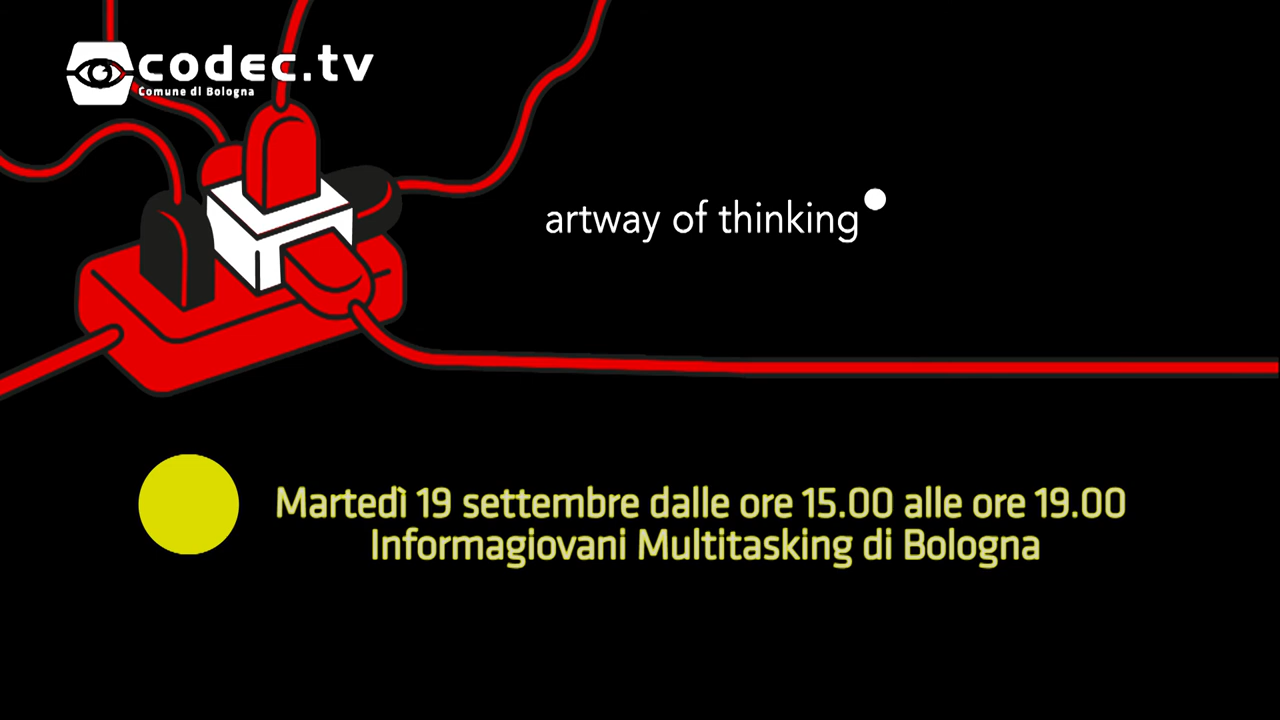 codec.tv
Comune di Bologna
artway of thinking
Martedì 19 settembre dalle ore 15.00 alle ore 19.00
Informagiovani Multitasking di Bologna